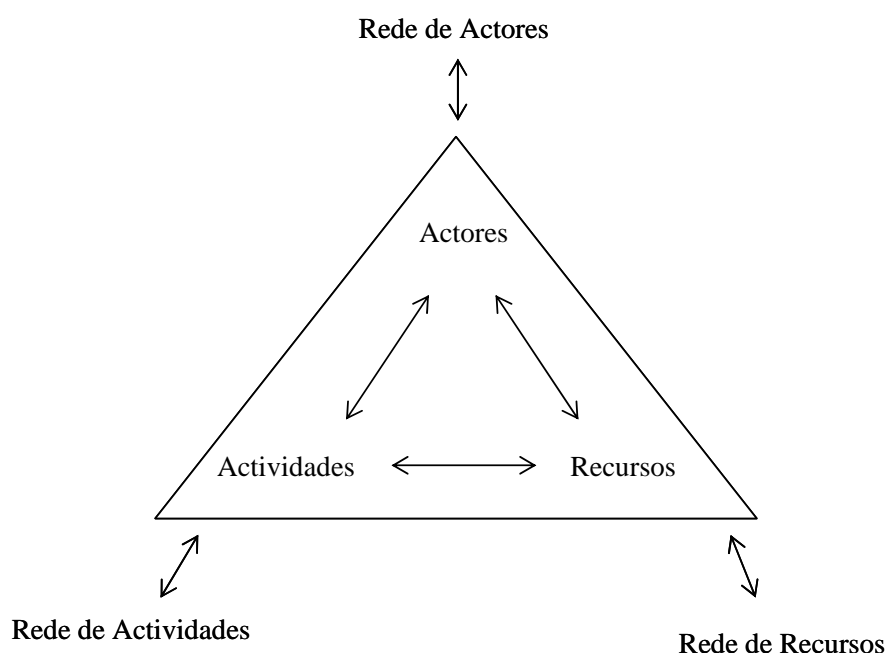 Rede de Actores
Actores
Actividades
Recursos
Rede de Actividades
Rede de Recursos